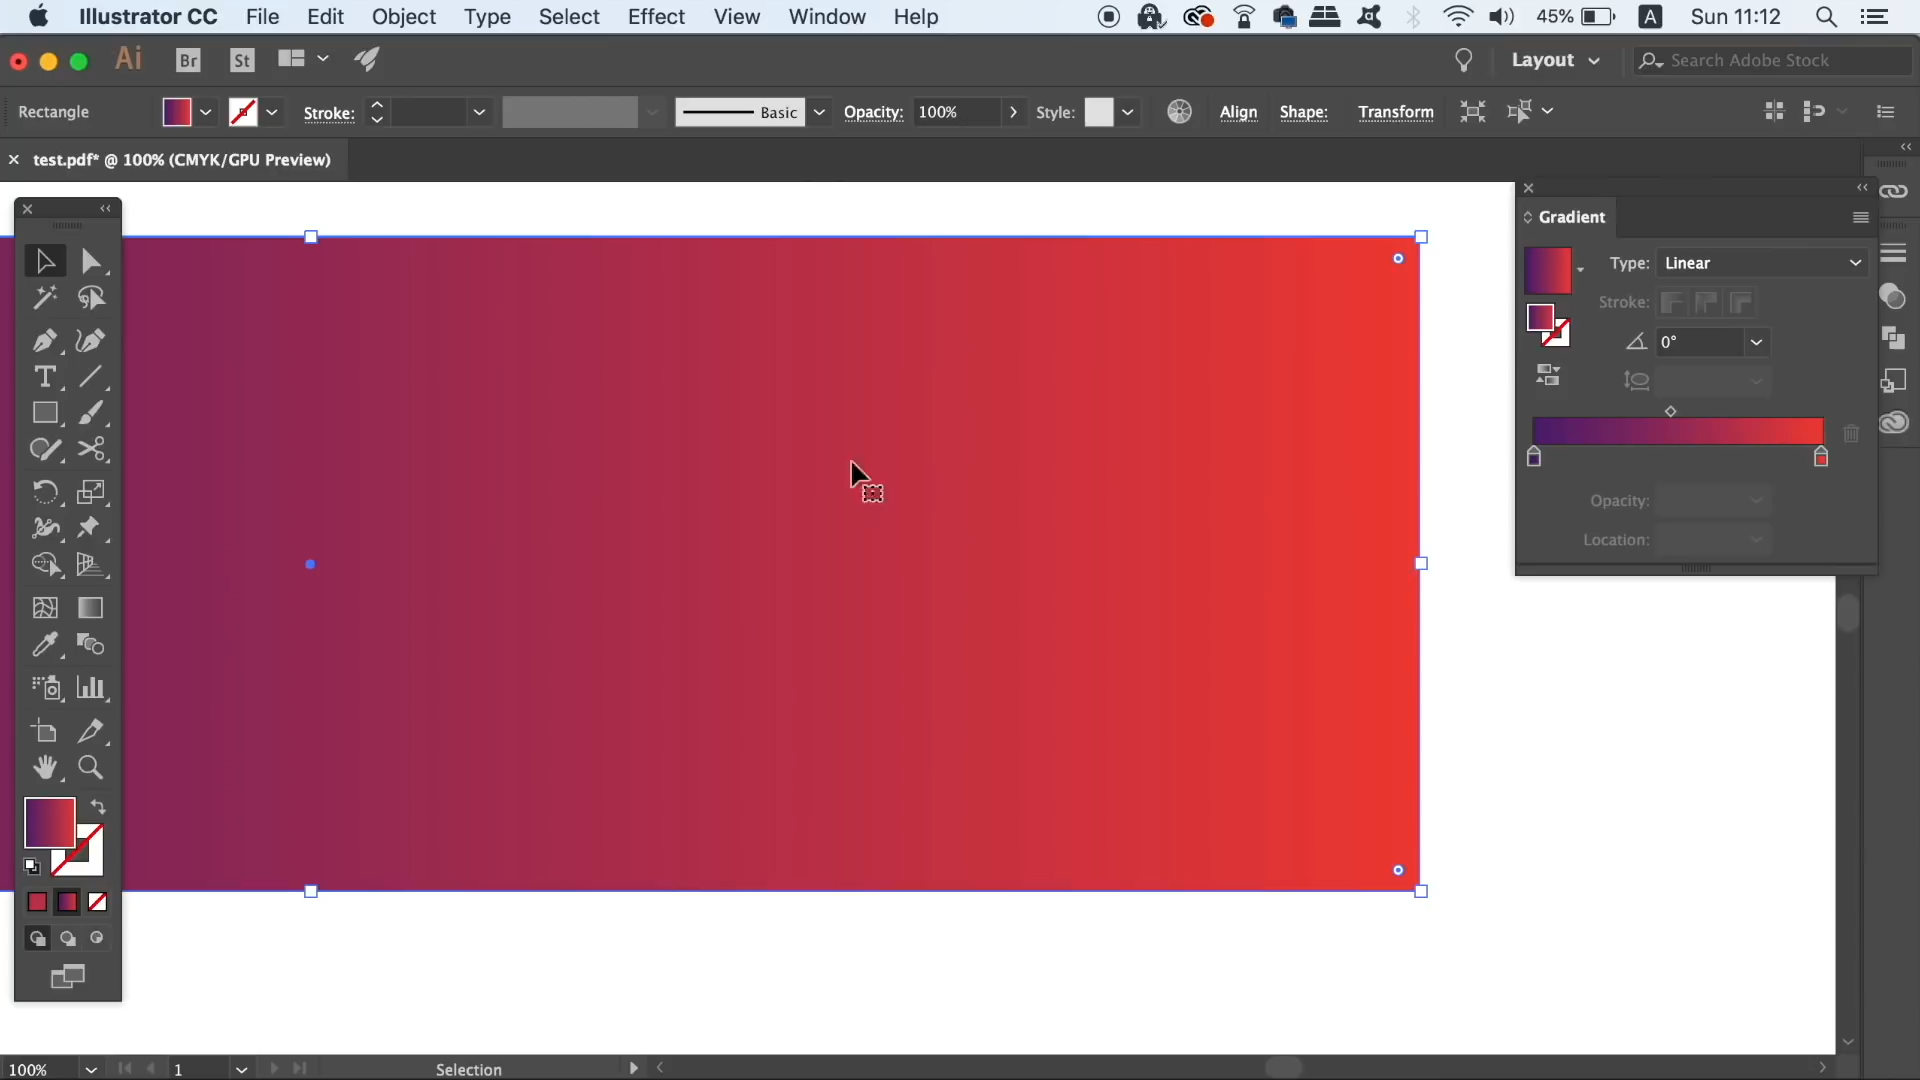 Illustrator CC File Edit Object Type Select Effect View Window Help 45% A Sun 11:12
Ai Br St Layout Search Adobe Stock
Rectangle Stroke: Basic Opacity: 100% Style: Align Shape: Transform
test.pdf* @ 100% (CMYK/GPU Preview)
Gradient
Type: Linear
Stroke:
0°
Opacity:
Location:
100% 1 Selection